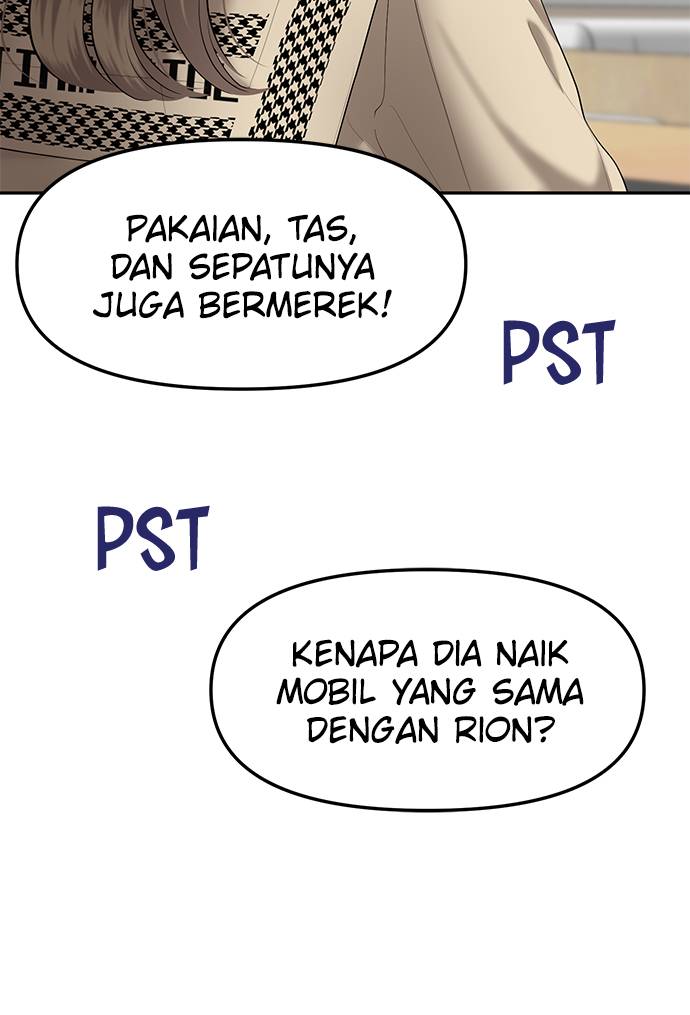 PAKAIAN, TAS,
DAN SEPATUNYA
JUGA BERMEREK!
PST
PST
KENAPA DIA NAIK
MOBIL YANG SAMA
DENGAN RION?